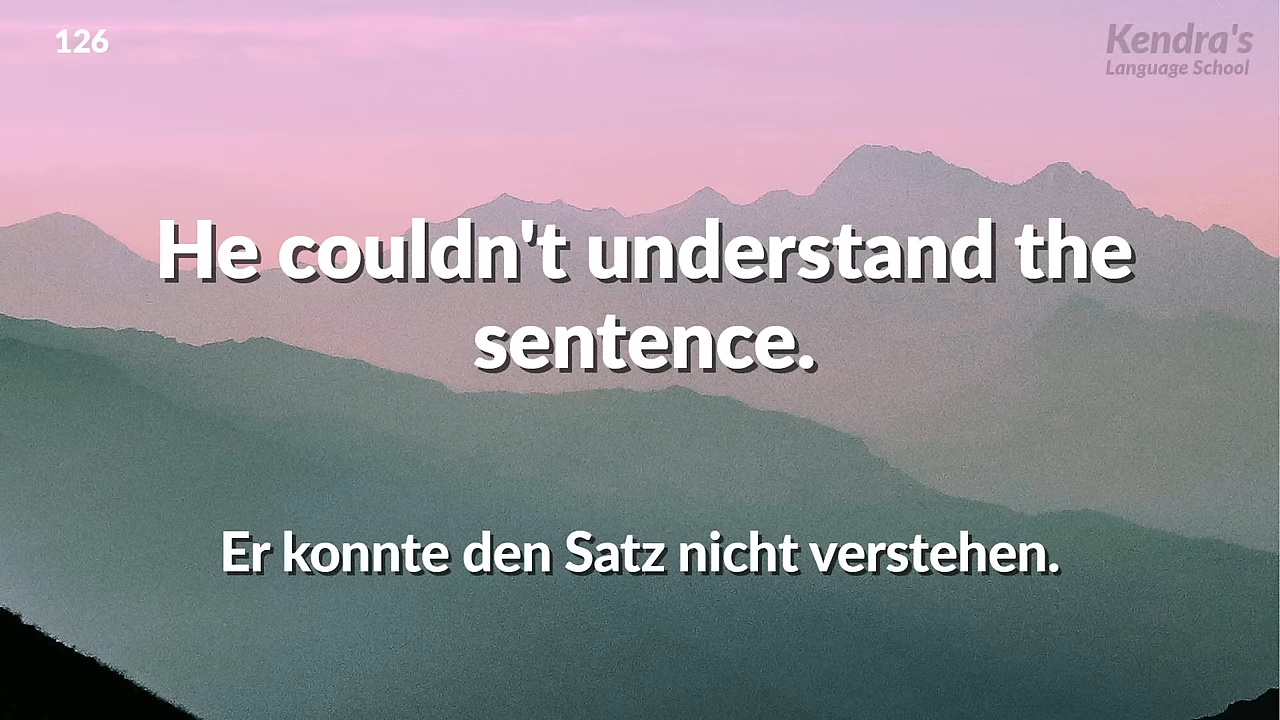 126
Kendra's
Language School
He couldn't understand the
sentence.
Er konnte den Satz nicht verstehen.